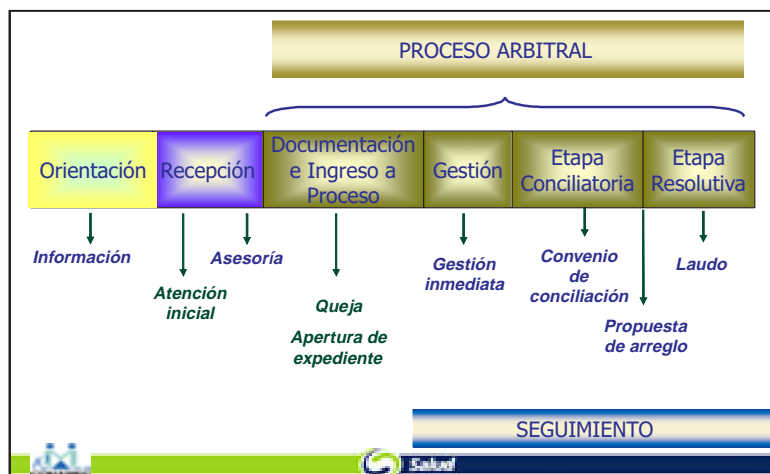 PROCESO ARBITRAL
Orientación
Recepción
Documentación
e Ingreso a
Proceso
Gestión
Etapa
Conciliatoria
Etapa
Resolutiva
Información
Atención
inicial
Asesoría
Queja
Apertura de
expediente
Gestión
inmediata
Convenio
de
conciliación
Propuesta
de arreglo
Laudo
SEGUIMIENTO
Salud